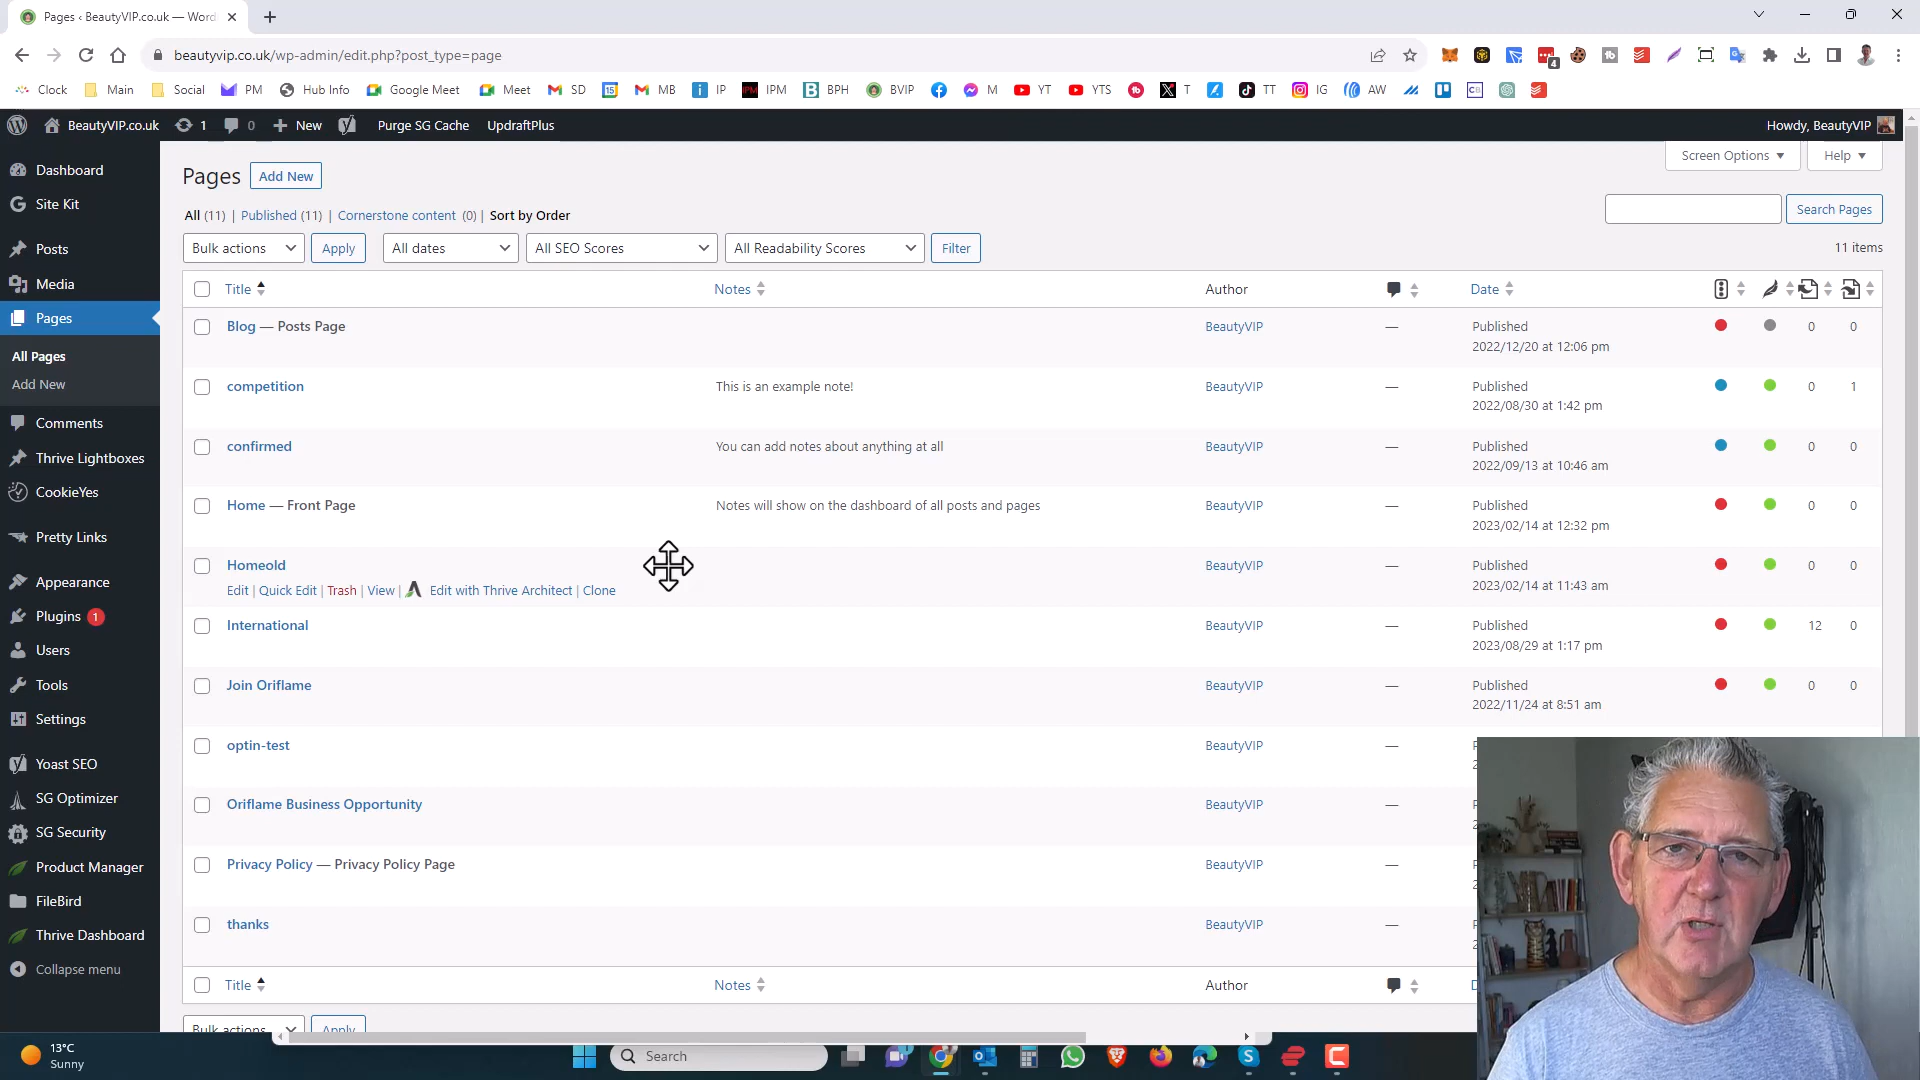 Pages ‹ BeautyVIP.co.uk — Word
beautyvip.co.uk/wp-admin/edit.php?post_type=page
4
Clock Main Social PM Hub Info Google Meet Meet SD MB IP IPM BPH BVIP M YT YTS T TT IG AW
BeautyVIP.co.uk 1 0 New Purge SG Cache UpdraftPlus Howdy, BeautyVIP
Dashboard
Site Kit
Posts
Media
Pages
All Pages
Add New
Comments
Thrive Lightboxes
CookieYes
Pretty Links
Appearance
Plugins 1
Users
Tools
Settings
Yoast SEO
SG Optimizer
SG Security
Product Manager
FileBird
Thrive Dashboard
Collapse menu
Screen Options Help
Pages Add New
All (11) | Published (11) | Cornerstone content (0) | Sort by Order
Search Pages
Bulk actions Apply All dates All SEO Scores All Readability Scores Filter 11 items
Title Notes Author Date
Blog — Posts Page BeautyVIP — Published 0 0
2022/12/20 at 12:06 pm
competition This is an example note! BeautyVIP — Published 0 1
2022/08/30 at 1:42 pm
confirmed You can add notes about anything at all BeautyVIP — Published 0 0
2022/09/13 at 10:46 am
Home — Front Page Notes will show on the dashboard of all posts and pages BeautyVIP — Published 0 0
2023/02/14 at 12:32 pm
Homeold BeautyVIP — Published 0 0
Edit | Quick Edit | Trash | View | Edit with Thrive Architect | Clone 2023/02/14 at 11:43 am
International BeautyVIP — Published 12 0
2023/08/29 at 1:17 pm
Join Oriflame BeautyVIP — Published 0 0
2022/11/24 at 8:51 am
optin-test BeautyVIP —
Oriflame Business Opportunity BeautyVIP —
Privacy Policy — Privacy Policy Page BeautyVIP —
thanks BeautyVIP —
Title Notes Author
Bulk actions Apply
13°C
Sunny
Search